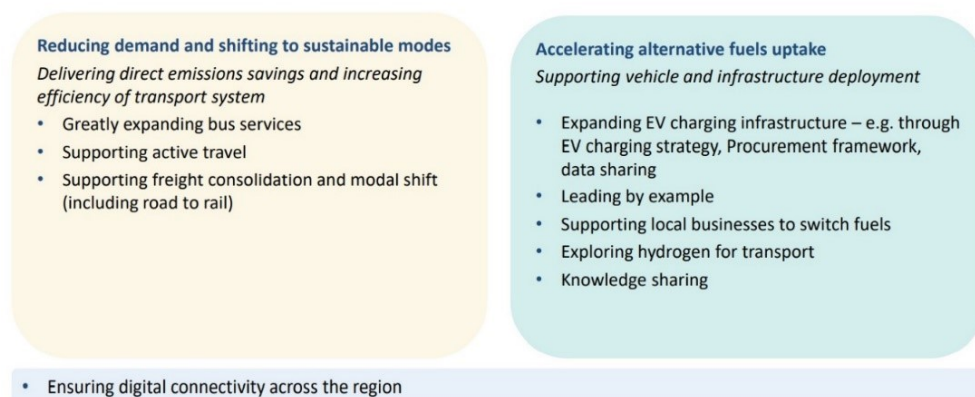 Reducing demand and shifting to sustainable modes
Delivering direct emissions savings and increasing
efficiency of transport system
• Greatly expanding bus services
• Supporting active travel
• Supporting freight consolidation and modal shift
(including road to rail)
Accelerating alternative fuels uptake
Supporting vehicle and infrastructure deployment
• Expanding EV charging infrastructure – e.g. through
EV charging strategy, Procurement framework,
data sharing
• Leading by example
• Supporting local businesses to switch fuels
• Exploring hydrogen for transport
• Knowledge sharing
• Ensuring digital connectivity across the region